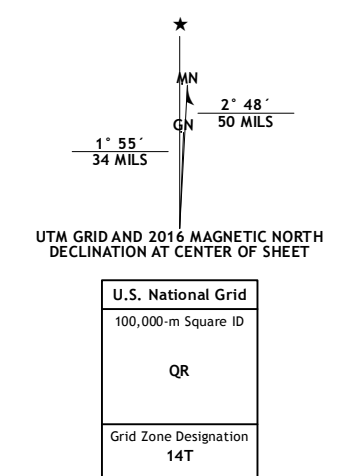 MN
2° 48´
50 MILS
GN
1° 55´
34 MILS
UTM GRID AND 2016 MAGNETIC NORTH
DECLINATION AT CENTER OF SHEET
U.S. National Grid
100,000-m Square ID
QR
Grid Zone Designation
14T